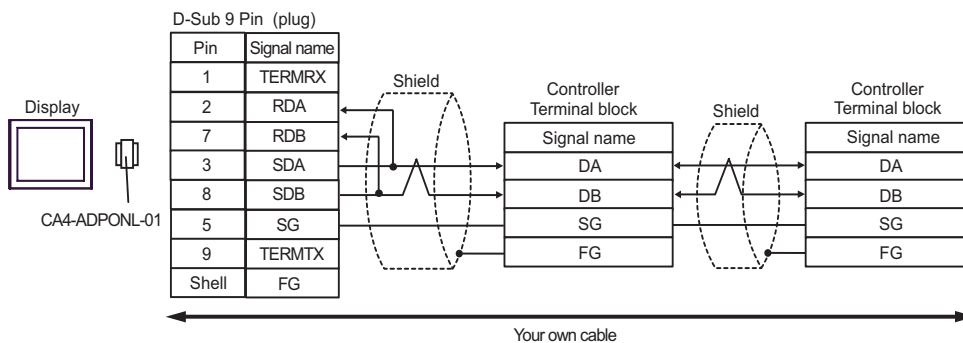 D-Sub 9 Pin (plug)
Pin Signal name
1 TERMRX
2 RDA
7 RDB
3 SDA
8 SDB
5 SG
9 TERMTX
Shell FG
Display
CA4-ADPONL-01
Shield
Controller
Terminal block
Signal name
DA
DB
SG
FG
Shield
Controller
Terminal block
Signal name
DA
DB
SG
FG
Your own cable